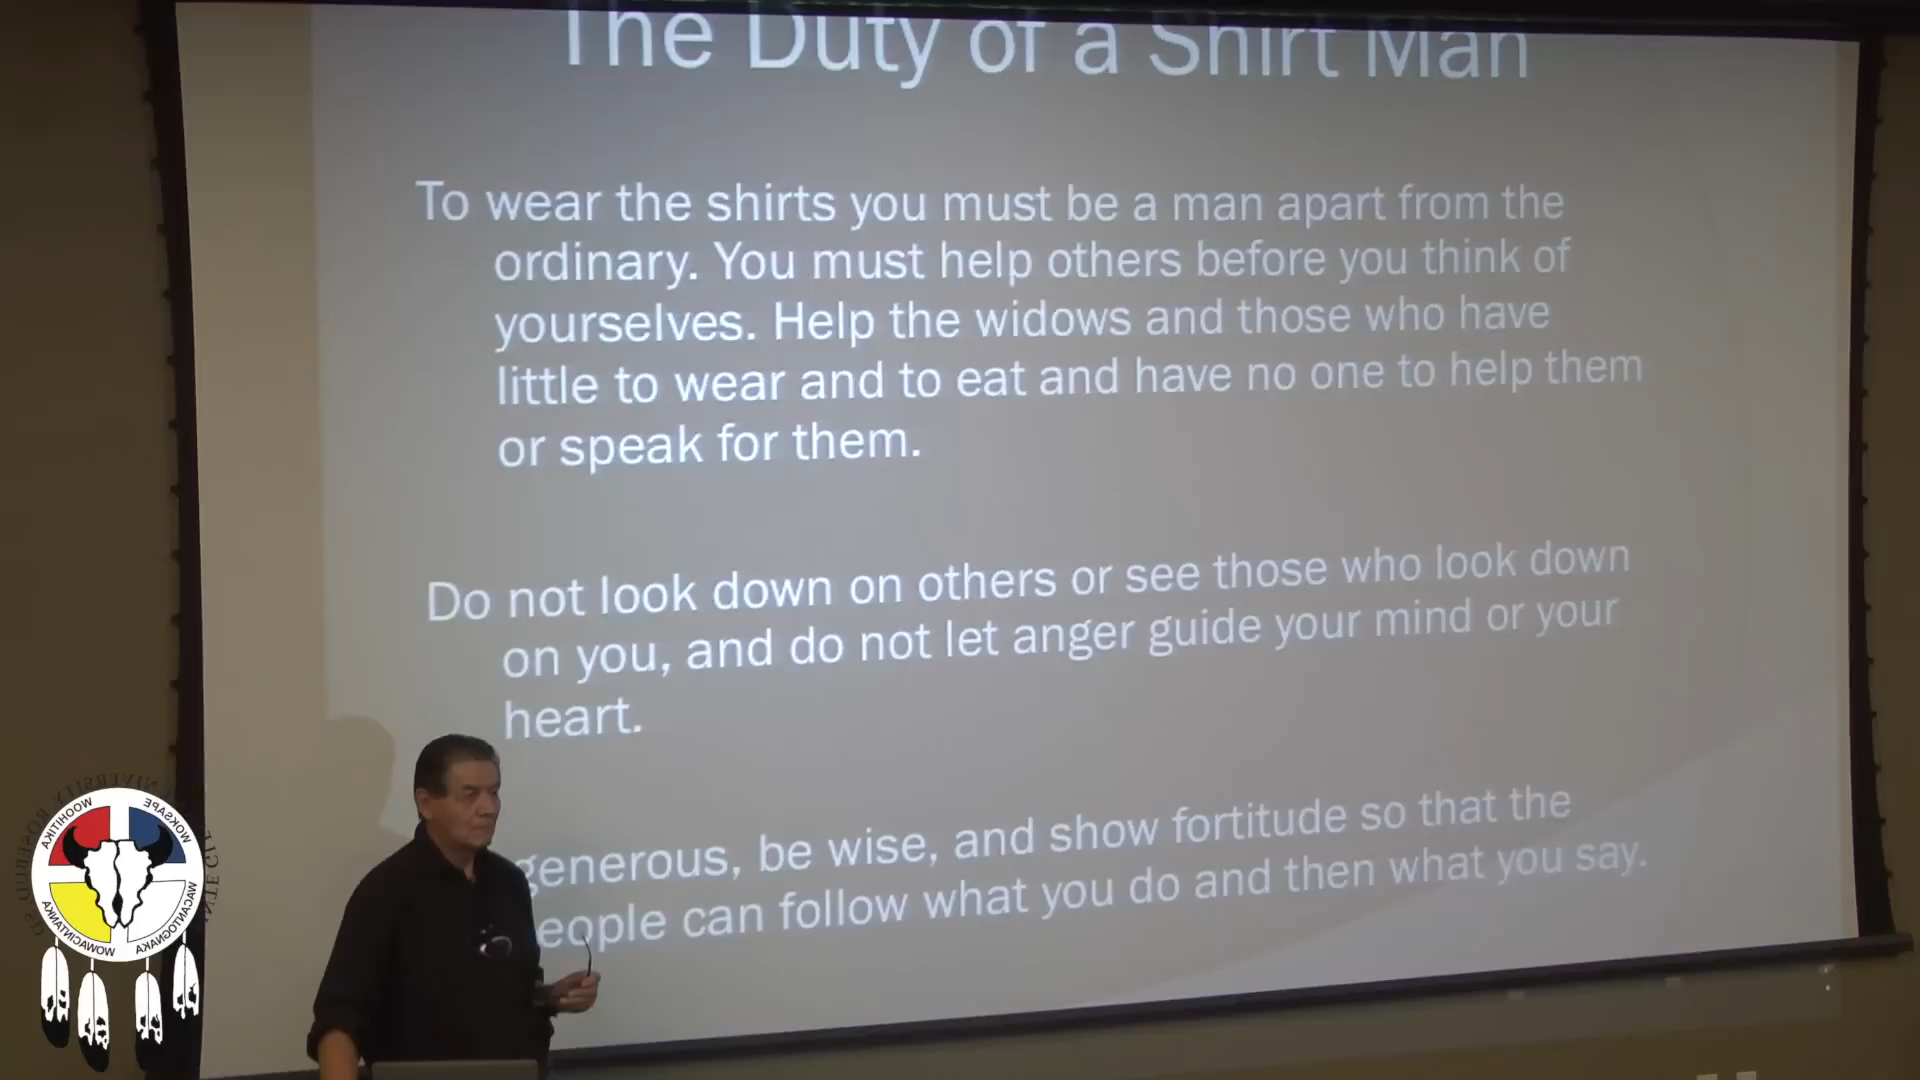 The Duty of a Shirt Man
To wear the shirts you must be a man apart from the
ordinary. You must help others before you think of
yourselves. Help the widows and those who have
little to wear and to eat and have no one to help them
or speak for them.
Do not look down on others or see those who look down
on you, and do not let anger guide your mind or your
heart.
generous, be wise, and show fortitude so that the
eople can follow what you do and then what you say.
WOOHITIKA
WOKSAPE
WOWACINTANKA
WACANTOGNAKA